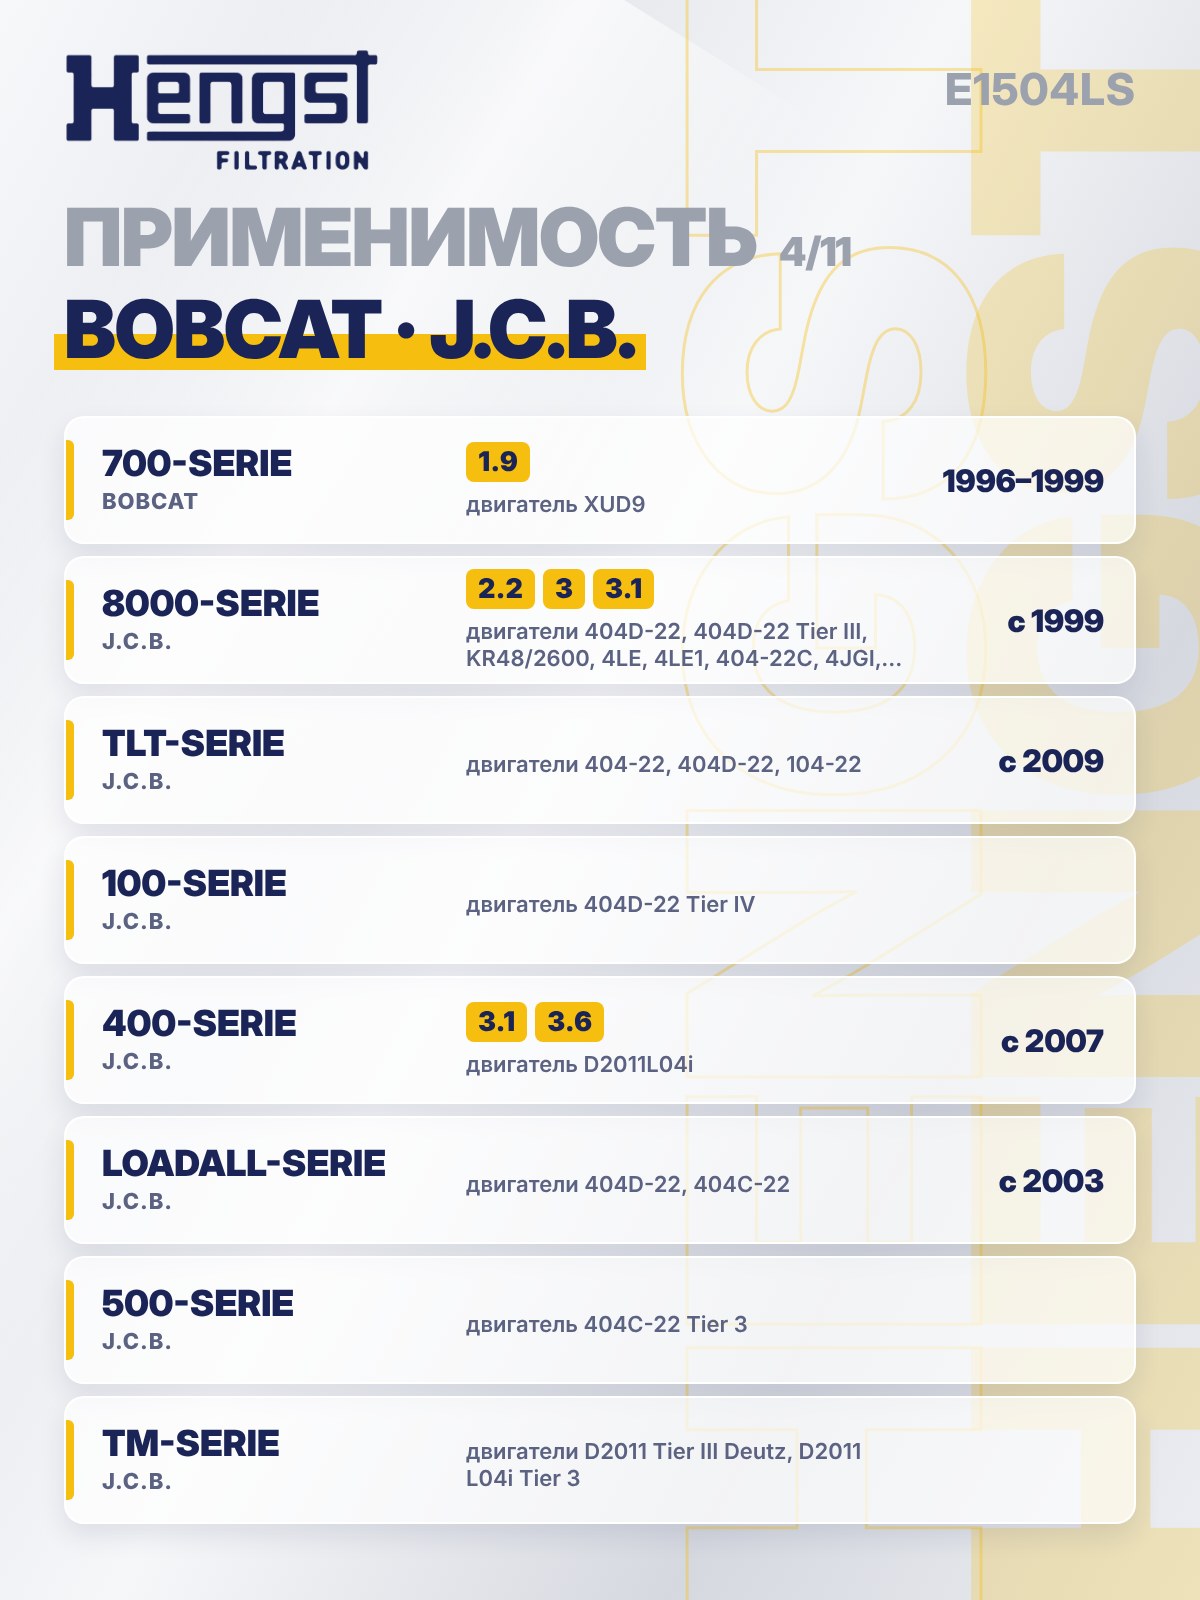 Hengst
FILTRATION
E1504LS
ПРИМЕНИМОСТЬ 4/11
BOBCAT · J.C.B.
700-SERIE
BOBCAT
1.9
двигатель XUD9
1996–1999
8000-SERIE
J.C.B.
2.2 3 3.1
двигатели 404D-22, 404D-22 Tier III,
KR48/2600, 4LE, 4LE1, 404-22C, 4JGI,...
с 1999
TLT-SERIE
J.C.B.
двигатели 404-22, 404D-22, 104-22
с 2009
100-SERIE
J.C.B.
двигатель 404D-22 Tier IV
400-SERIE
J.C.B.
3.1 3.6
двигатель D2011L04i
с 2007
LOADALL-SERIE
J.C.B.
двигатели 404D-22, 404C-22
с 2003
500-SERIE
J.C.B.
двигатель 404C-22 Tier 3
TM-SERIE
J.C.B.
двигатели D2011 Tier III Deutz, D2011
L04i Tier 3
HENGST
HENGST